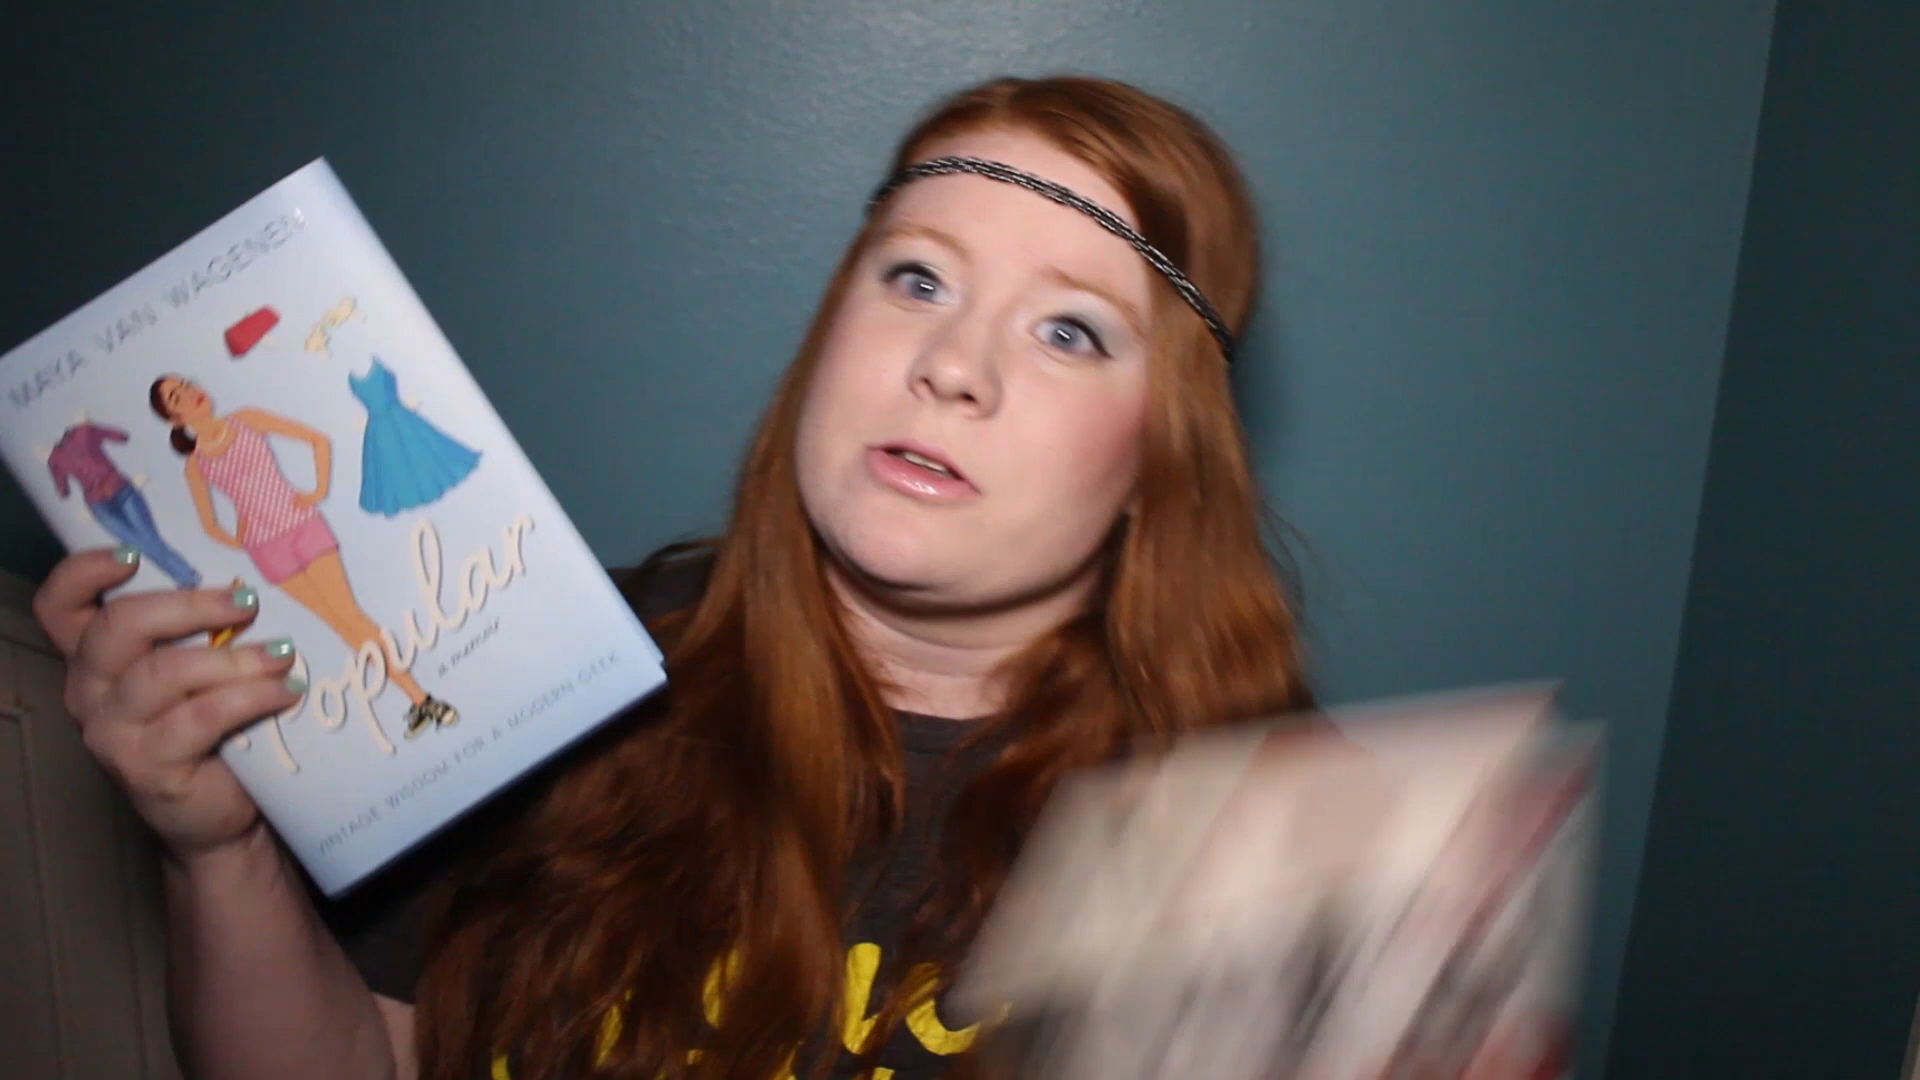 MAYA VAN WAGENEN
Popular
a memoir
VINTAGE WISDOM FOR A MODERN GEEK